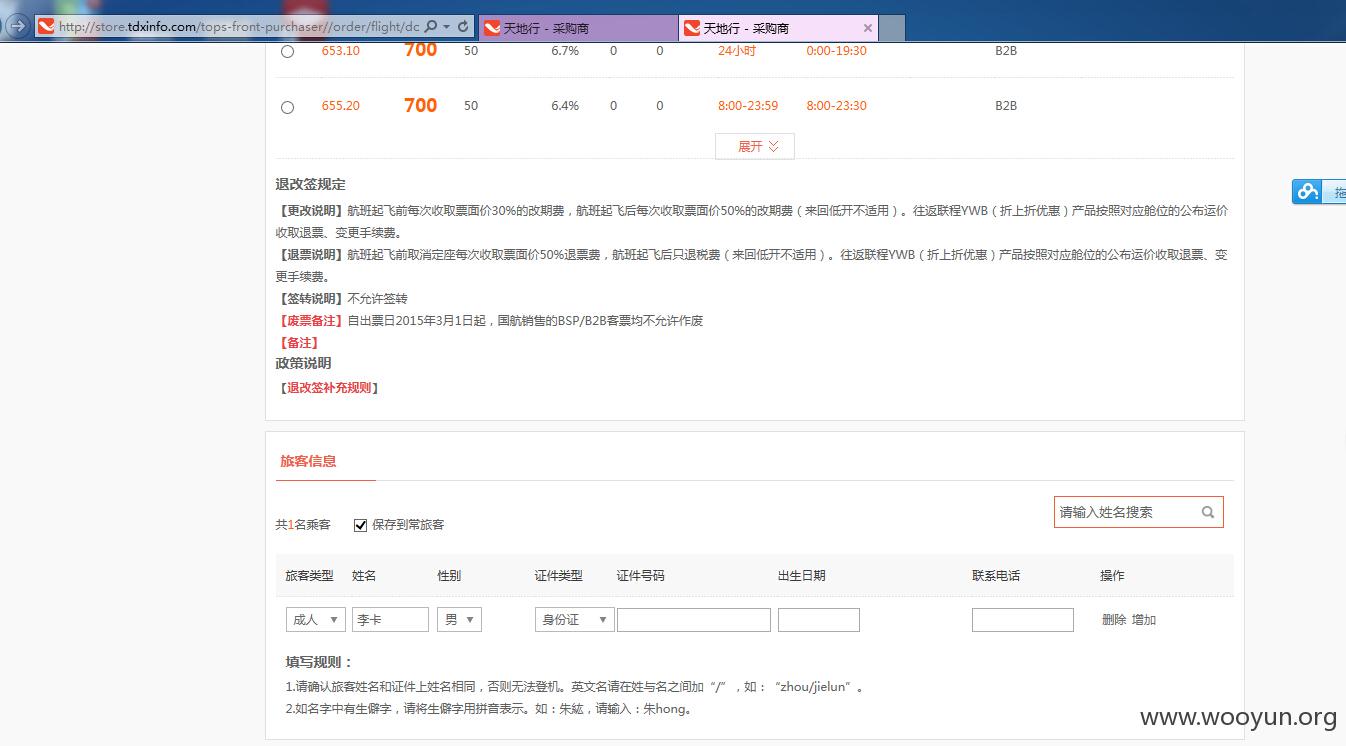 http://store.tdxinfo.com/tops-front-purchaser//order/flight/dc
天地行 - 采购商
天地行 - 采购商
653.10 700 50 6.7% 0 0 24小时 0:00-19:30 B2B
655.20 700 50 6.4% 0 0 8:00-23:59 8:00-23:30 B2B
展开
拖
退改签规定
【更改说明】航班起飞前每次收取票面价30%的改期费，航班起飞后每次收取票面价50%的改期费（来回低开不适用）。往返联程YWB（折上折优惠）产品按照对应舱位的公布运价
收取退票、变更手续费。
【退票说明】航班起飞前取消定座每次收取票面价50%退票费，航班起飞后只退税费（来回低开不适用）。往返联程YWB（折上折优惠）产品按照对应舱位的公布运价收取退票、变
更手续费。
【签转说明】不允许签转
【废票备注】自出票日2015年3月1日起，国航销售的BSP/B2B客票均不允许作废
【备注】
政策说明
【退改签补充规则】
旅客信息
共1名乘客 保存到常旅客
请输入姓名搜索
旅客类型 姓名 性别 证件类型 证件号码 出生日期 联系电话 操作
成人 李卡 男 身份证 删除 增加
填写规则：
1.请确认旅客姓名和证件上姓名相同，否则无法登机。英文名请在姓与名之间加“/”，如：“zhou/jielun”。
2.如名字中有生僻字，请将生僻字用拼音表示。如：朱紘，请输入：朱hong。
www.wooyun.org